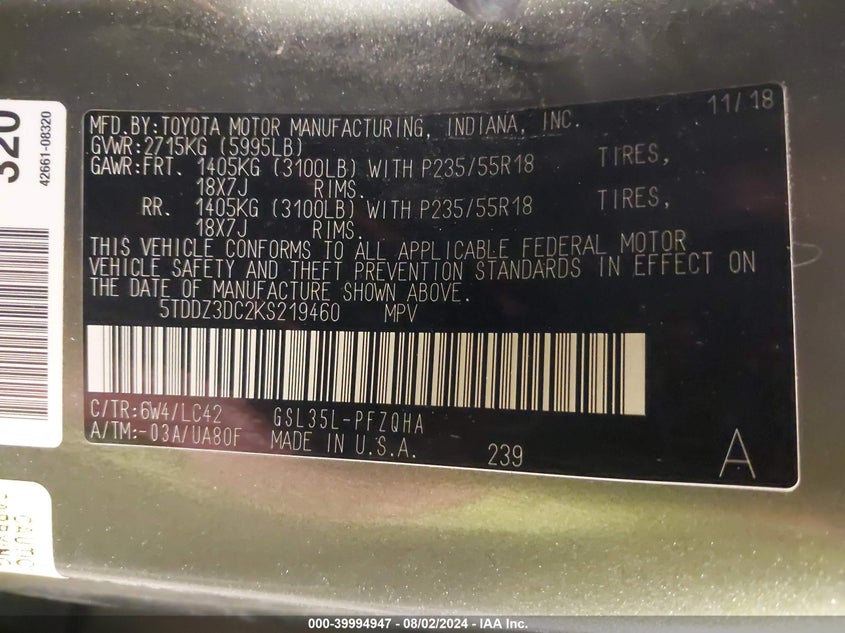 320
42661-08320
11/18
MFD.BY:TOYOTA MOTOR MANUFACTURING, INDIANA, INC.
GVWR:2715KG (5995LB)
GAWR:FRT. 1405KG (3100LB) WITH P235/55R18 TIRES,
18X7J RIMS.
RR. 1405KG (3100LB) WITH P235/55R18 TIRES,
18X7J RIMS.
THIS VEHICLE CONFORMS TO ALL APPLICABLE FEDERAL MOTOR
VEHICLE SAFETY AND THEFT PREVENTION STANDARDS IN EFFECT ON
THE DATE OF MANUFACTURE SHOWN ABOVE.
5TDDZ3DC2KS219460 MPV
C/TR:6W4/LC42 GSL35L-PFZQHA
A/TM:-03A/UA80F MADE IN U.S.A. 239 A
000-39994947 - 08/02/2024 - IAA Inc.